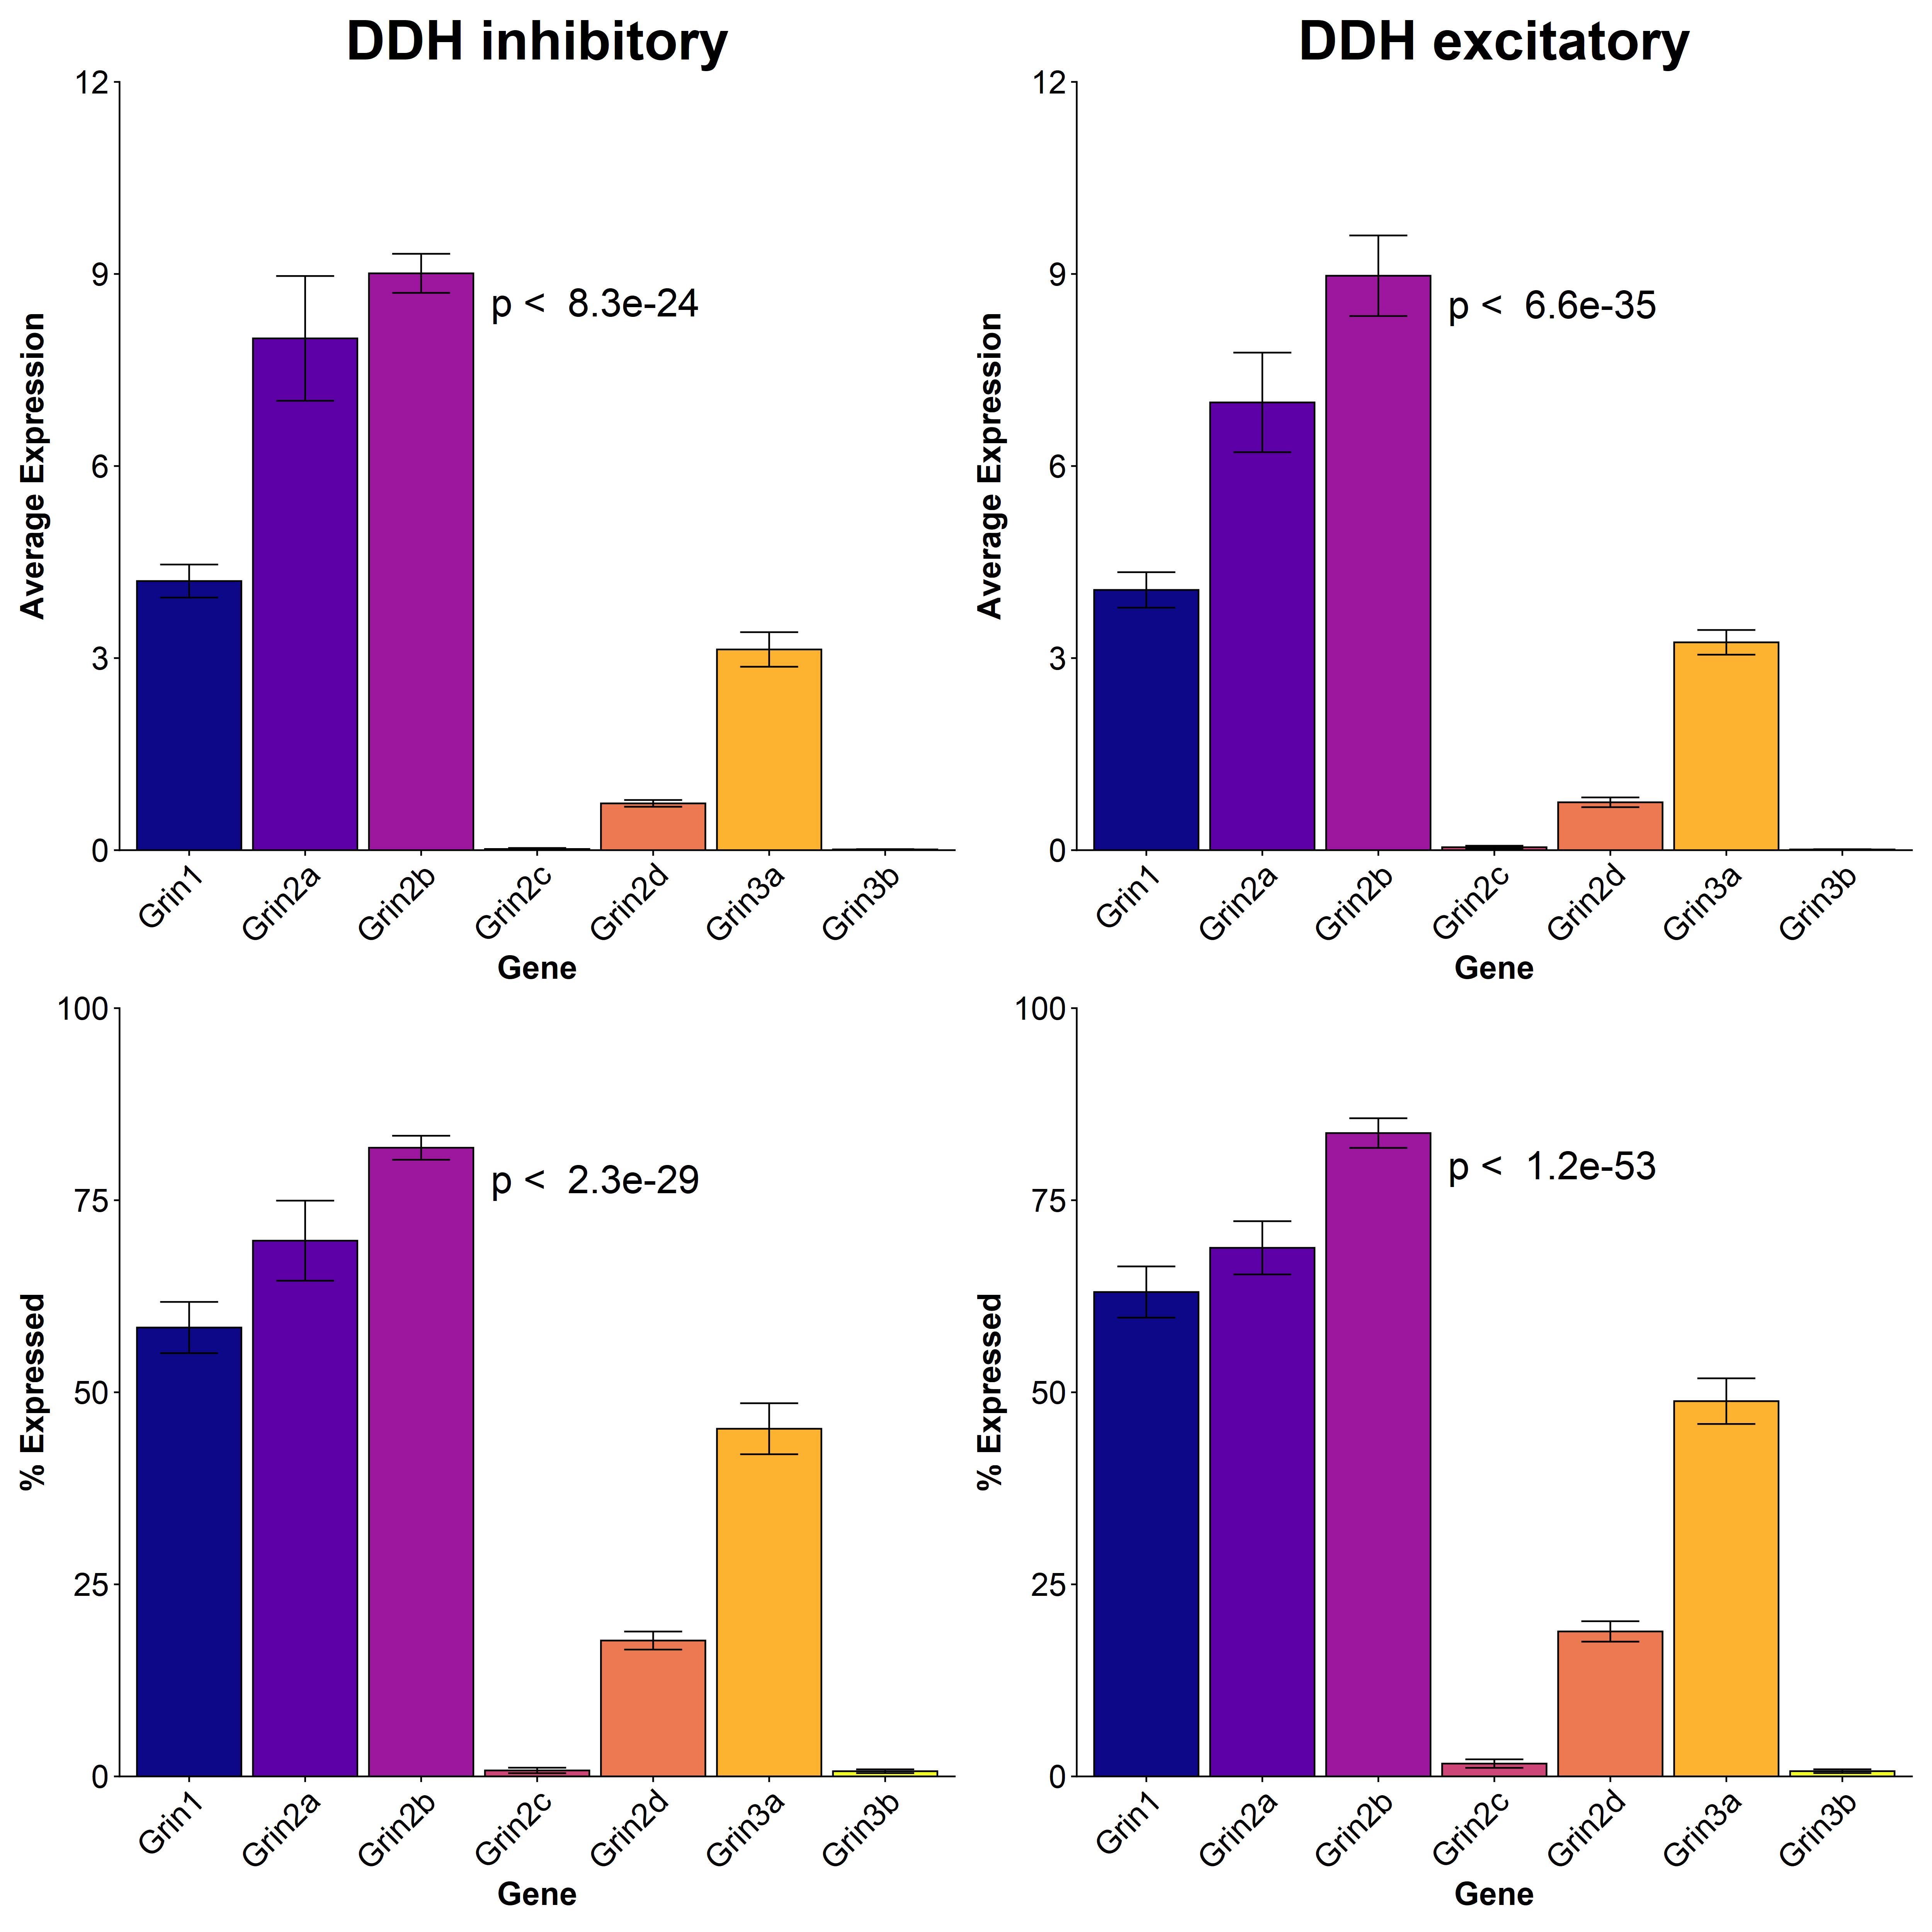 DDH inhibitory
DDH excitatory
12
9
6
3
0
Average Expression
p <  8.3e-24
Grin1
Grin2a
Grin2b
Grin2c
Grin2d
Grin3a
Grin3b
Gene
12
9
6
3
0
Average Expression
p <  6.6e-35
Grin1
Grin2a
Grin2b
Grin2c
Grin2d
Grin3a
Grin3b
Gene
100
75
50
25
0
% Expressed
p <  2.3e-29
Grin1
Grin2a
Grin2b
Grin2c
Grin2d
Grin3a
Grin3b
Gene
100
75
50
25
0
% Expressed
p <  1.2e-53
Grin1
Grin2a
Grin2b
Grin2c
Grin2d
Grin3a
Grin3b
Gene